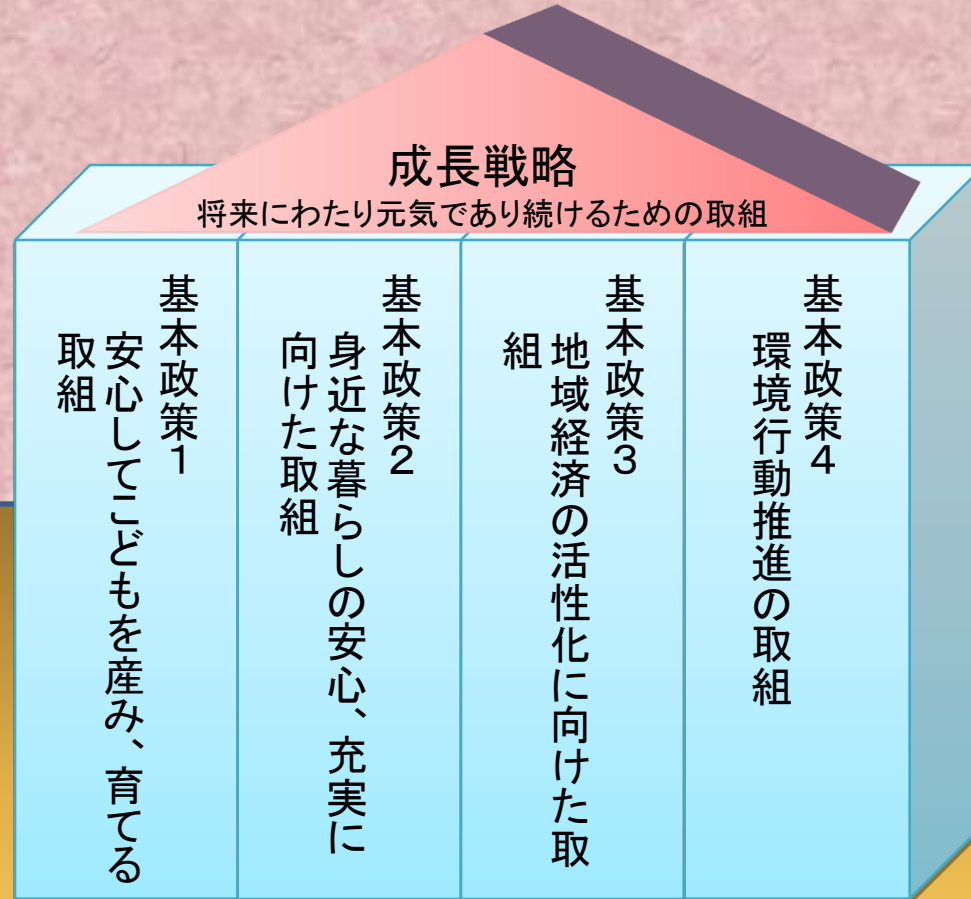 成長戦略
将来にわたり元気であり続けるための取組
基本政策１
安心してこどもを産み、育てる
取組
基本政策２
身近な暮らしの安心、充実に
向けた取組
基本政策３
地域経済の活性化に向けた取
組
基本政策４
環境行動推進の取組